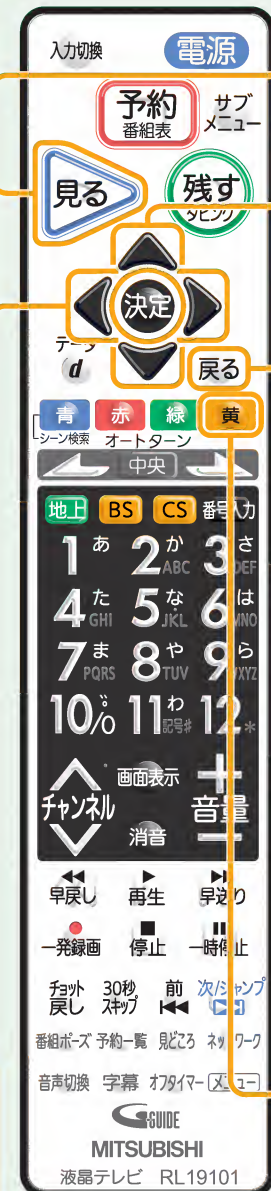 入力切換 電源
予約
番組表
サブ
メニュー
見る
残す
ダビング
決定
データ
d
戻る
青 赤 緑 黄
シーン検索 オートターン
中央
地上 BS CS 番号入力
1 あ 2 か ABC 3 さ DEF
4 た GHI 5 な JKL 6 は MNO
7 ま PQRS 8 や TUV 9 ら WXYZ
10/0 11 わ 記号# 12 *
チャンネル 画面表示 音量
消音
早戻し 再生 早送り
一発録画 停止 一時停止
チョット
戻し
30秒
スキップ
前 次/ジャンプ
番組ポーズ 予約一覧 見どころ ネットワーク
音声切換 字幕 オフタイマー メニュー
G GUIDE
MITSUBISHI
液晶テレビ RL19101